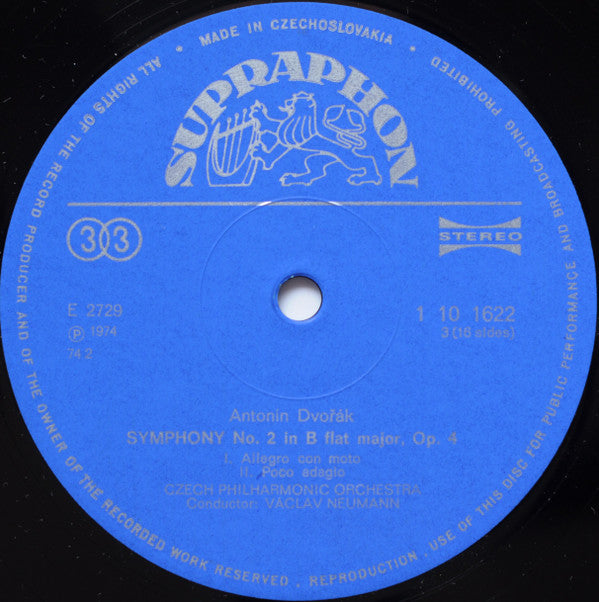 MADE IN CZECHOSLOVAKIA
SUPRAPHON
33
STEREO
E 2729
℗ 1974
74 2
1 10 1622
3 (16 sides)
Antonín Dvořák
SYMPHONY No. 2 in B flat major, Op. 4
I. Allegro con moto
II. Poco adagio
CZECH PHILHARMONIC ORCHESTRA
Conductor: VÁCLAV NEUMANN
ALL RIGHTS OF THE RECORD PRODUCER AND OF THE OWNER OF THE RECORDED WORK RESERVED . REPRODUCTION . USE OF THIS DISC FOR PUBLIC PERFORMANCE AND BROADCASTING PROHIBITED